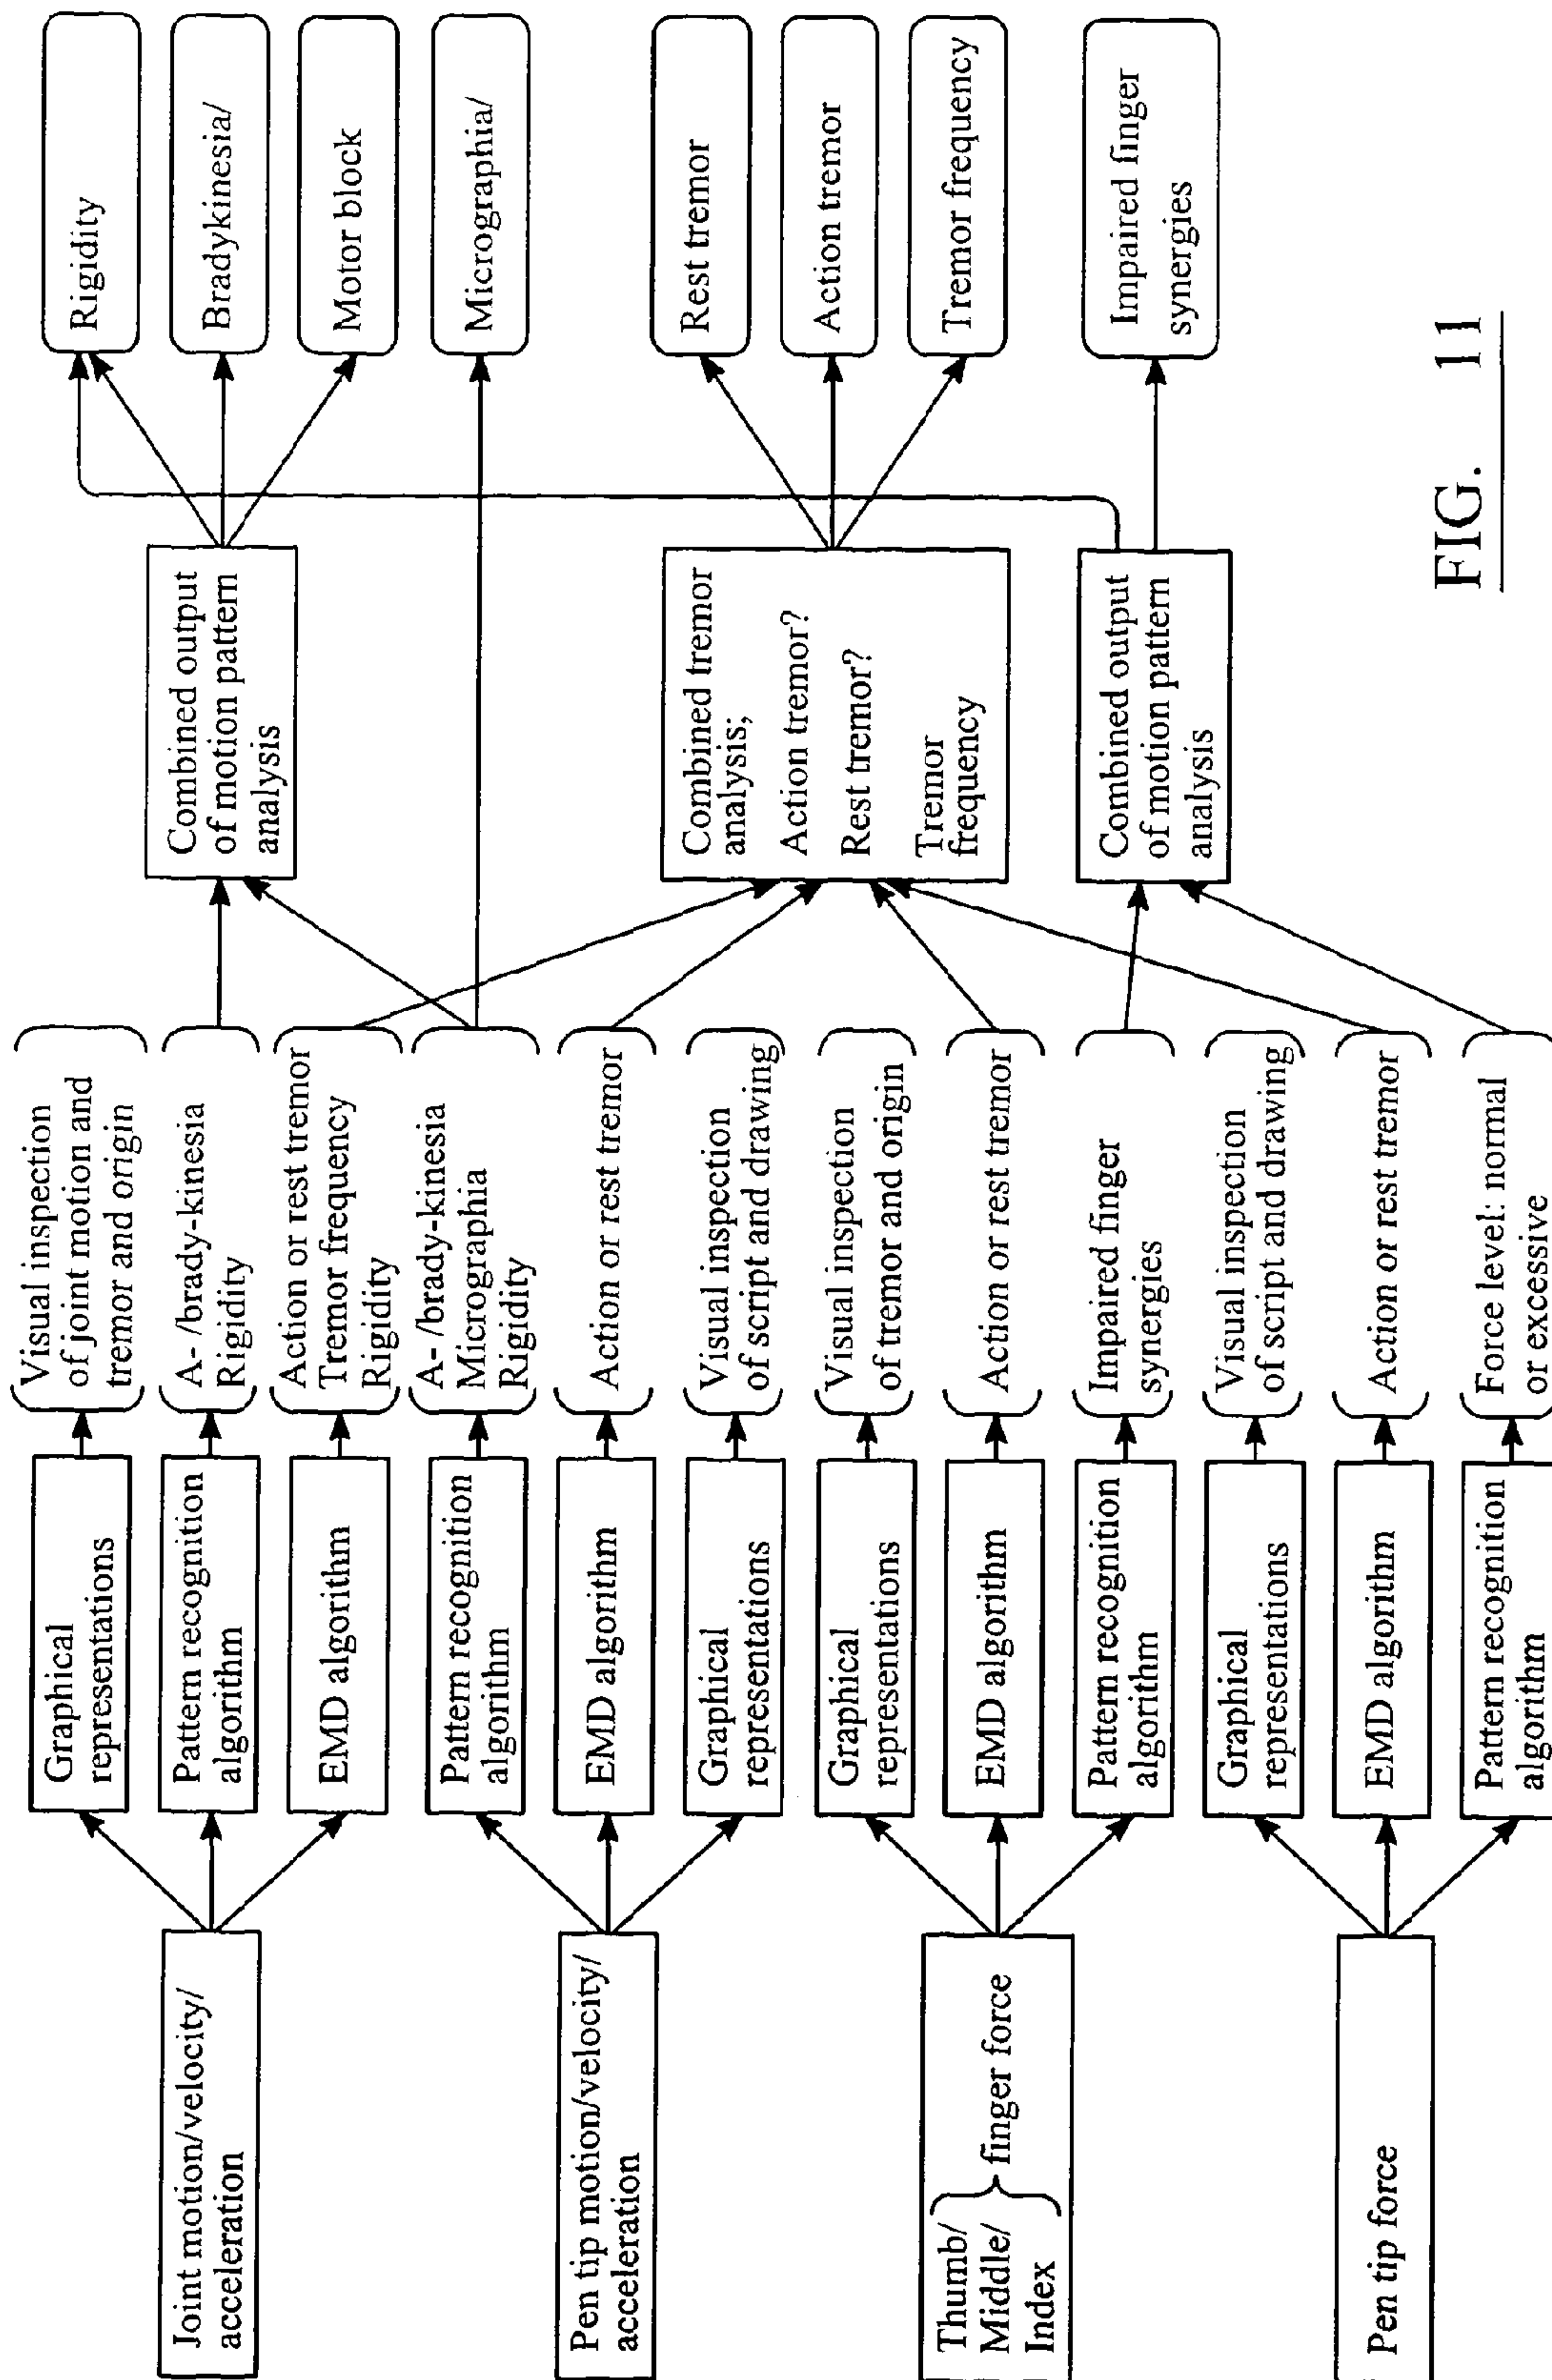 Joint motion/velocity/
acceleration
Pen tip motion/velocity/
acceleration
Thumb/
Middle/
Index
finger force
Pen tip force
Graphical
representations
Pattern recognition
algorithm
EMD algorithm
Pattern recognition
algorithm
EMD algorithm
Graphical
representations
Graphical
representations
EMD algorithm
Pattern recognition
algorithm
Graphical
representations
EMD algorithm
Pattern recognition
algorithm
Visual inspection
of joint motion and
tremor and origin
A- /brady-kinesia
Rigidity
Action or rest tremor
Tremor frequency
Rigidity
A- /brady-kinesia
Micrographia
Rigidity
Action or rest tremor
Visual inspection
of script and drawing
Visual inspection
of tremor and origin
Action or rest tremor
Impaired finger
synergies
Visual inspection
of script and drawing
Action or rest tremor
Force level: normal
or excessive
Combined output
of motion pattern
analysis
Combined tremor
analysis;
Action tremor?
Rest tremor?
Tremor
frequency
Combined output
of motion pattern
analysis
Rigidity
Bradykinesia/
Motor block
Micrographia/
Rest tremor
Action tremor
Tremor frequency
Impaired finger
synergies
FIG. 11